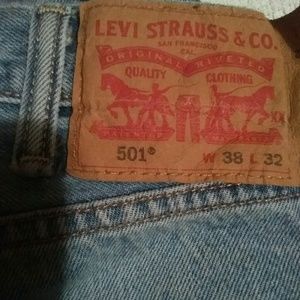 LEVI STRAUSS & CO.
SAN FRANCISCO
CAL.
ORIGINAL RIVETED
QUALITY CLOTHING
501® W 38 L 32